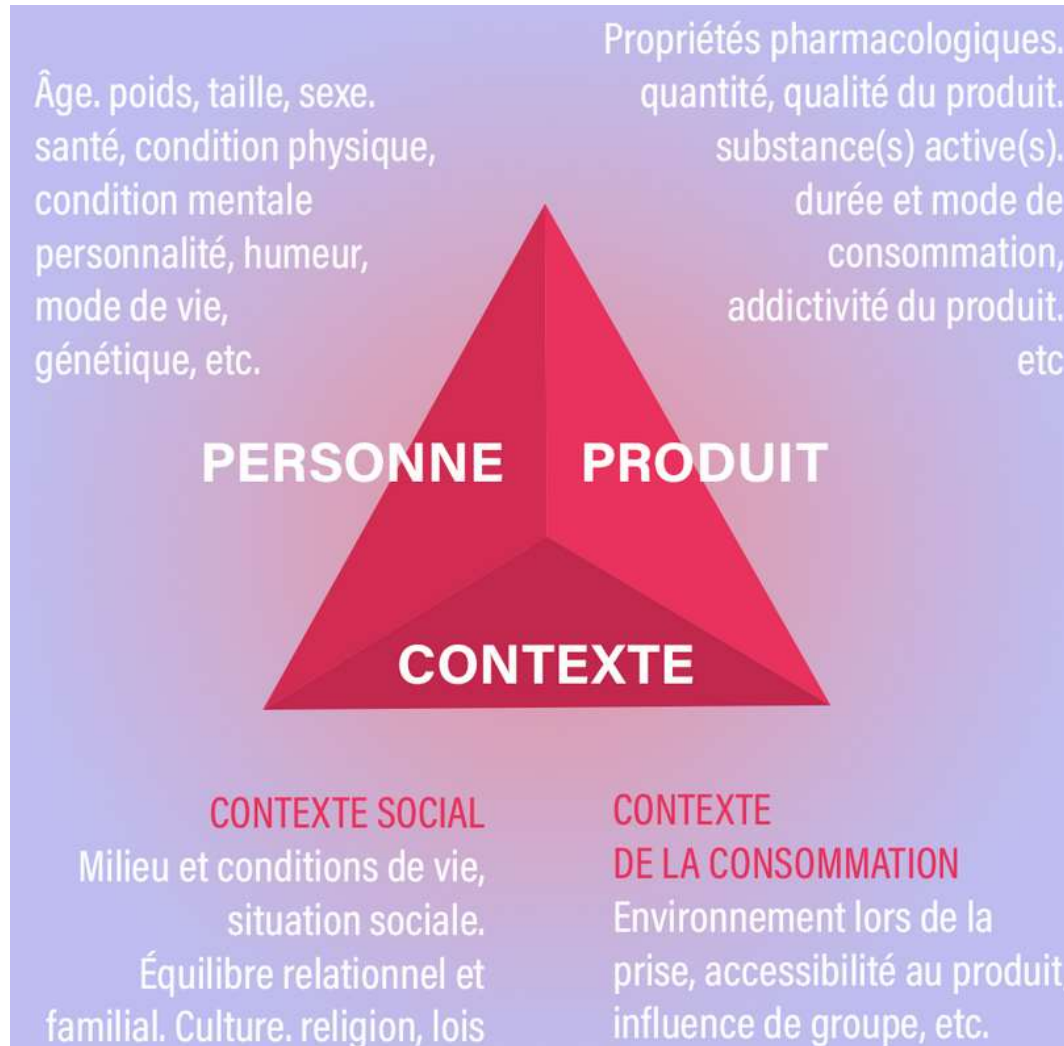 Âge. poids, taille, sexe.
santé, condition physique,
condition mentale
personnalité, humeur,
mode de vie,
génétique, etc.
Propriétés pharmacologiques.
quantité, qualité du produit.
substance(s) active(s).
durée et mode de
consommation,
addictivité du produit.
etc
PERSONNE
PRODUIT
CONTEXTE
CONTEXTE SOCIAL
Milieu et conditions de vie,
situation sociale.
Équilibre relationnel et
familial. Culture. religion, lois
CONTEXTE
DE LA CONSOMMATION
Environnement lors de la
prise, accessibilité au produit
influence de groupe, etc.